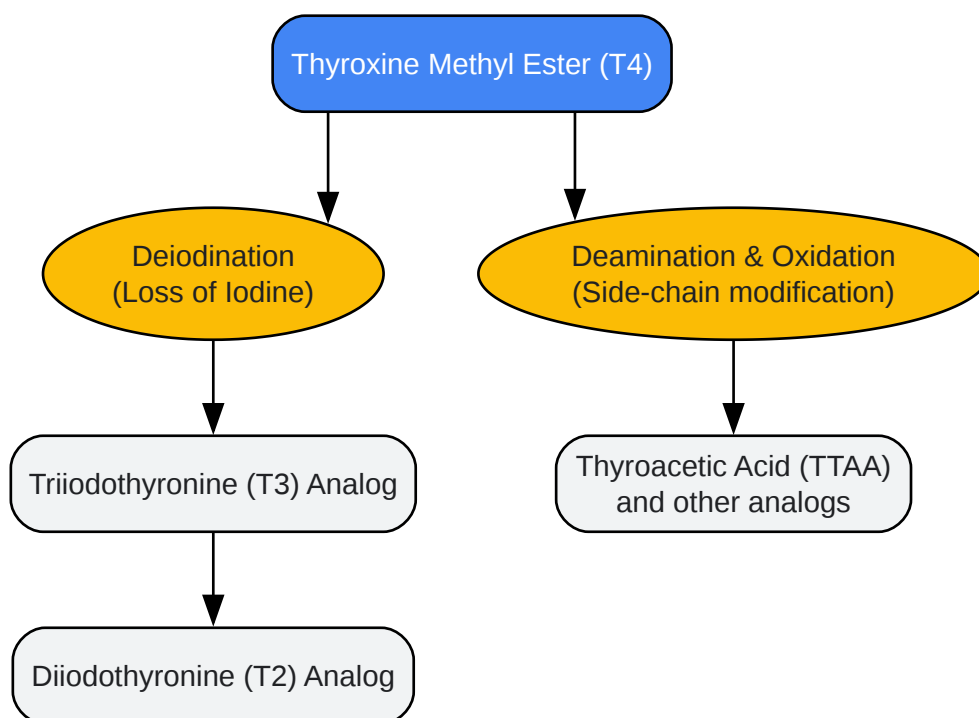 Thyroxine Methyl Ester (T4)
Deiodination
(Loss of Iodine)
Deamination & Oxidation
(Side-chain modification)
Triiodothyronine (T3) Analog
Thyroacetic Acid (TTAA)
and other analogs
Diiodothyronine (T2) Analog